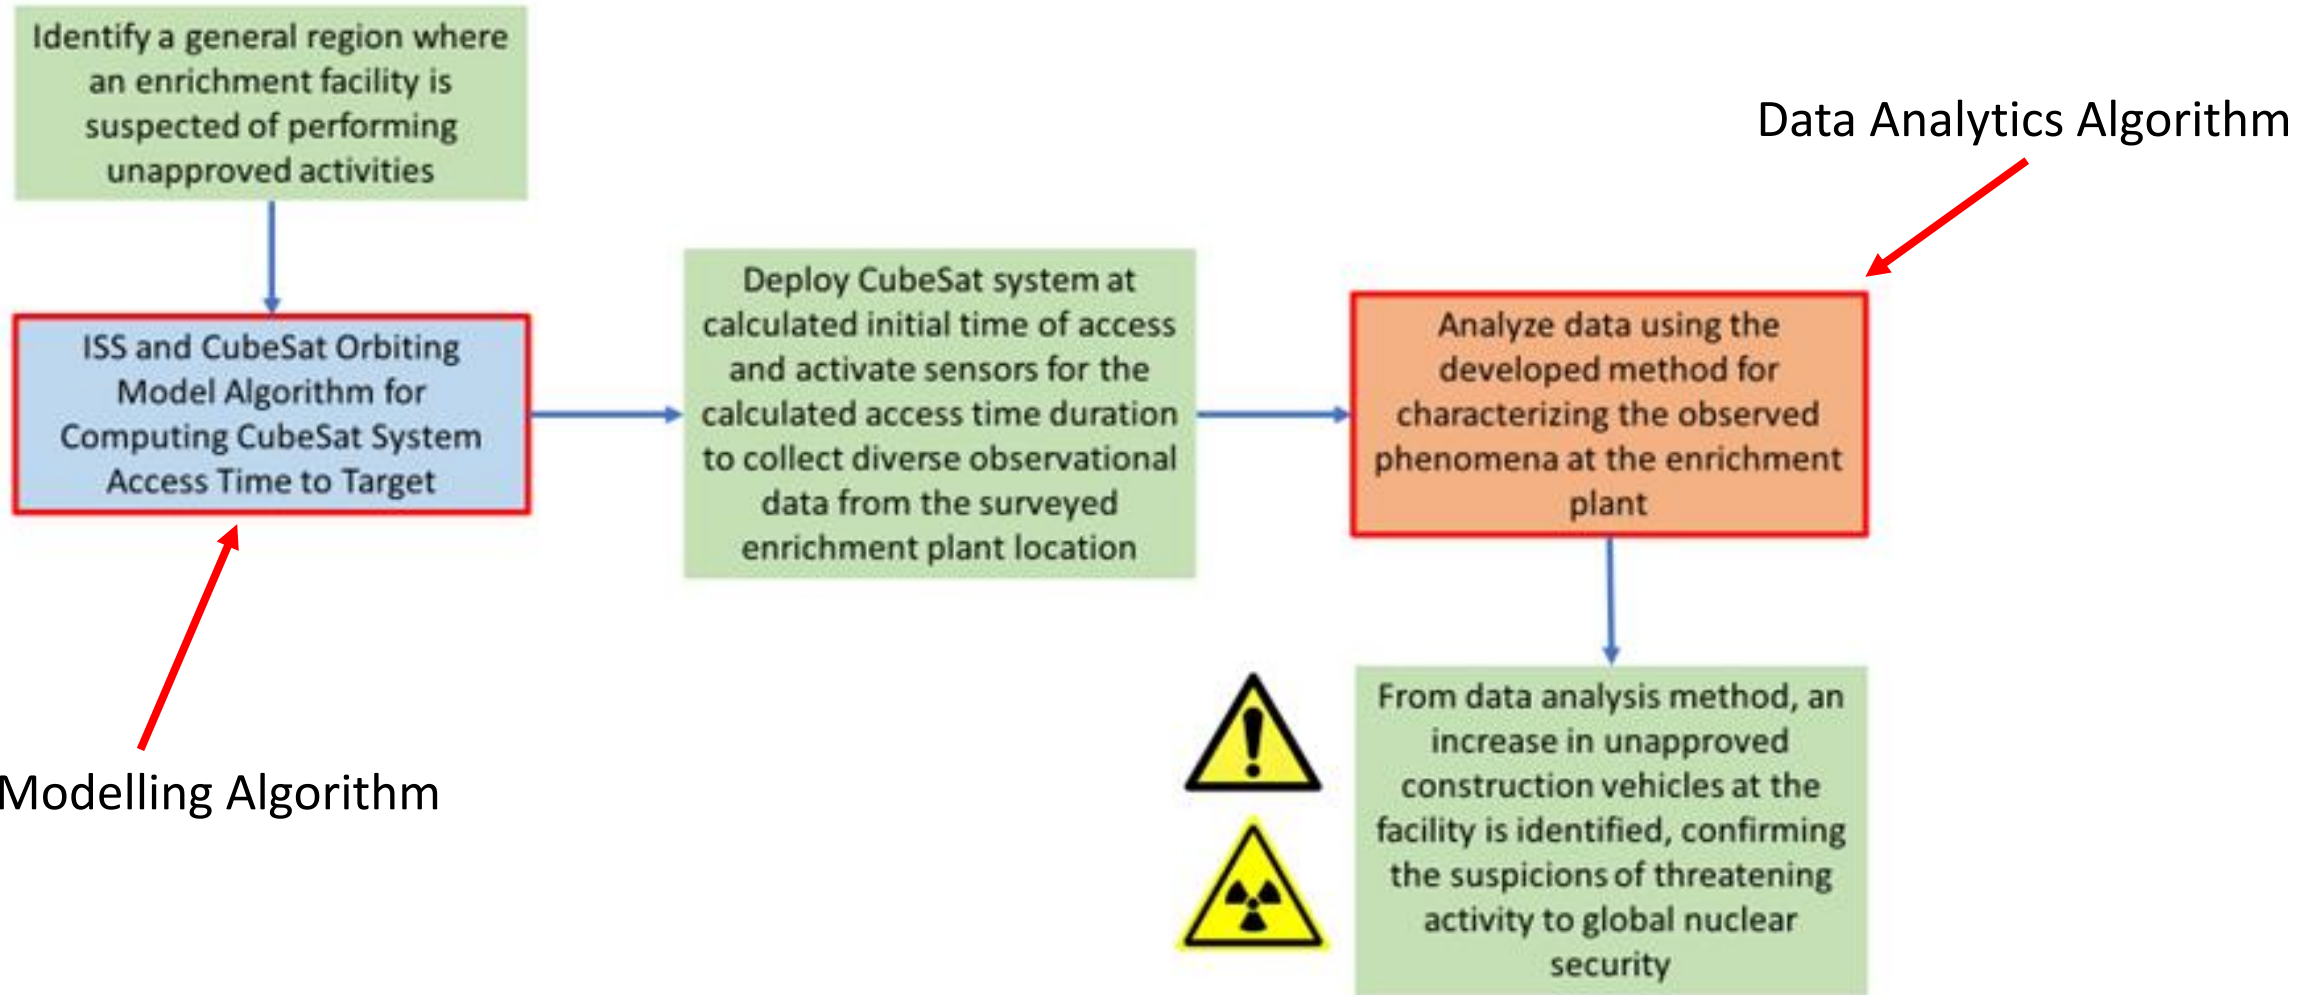 Identify a general region where
an enrichment facility is
suspected of performing
unapproved activities
Data Analytics Algorithm
ISS and CubeSat Orbiting
Model Algorithm for
Computing CubeSat System
Access Time to Target
Deploy CubeSat system at
calculated initial time of access
and activate sensors for the
calculated access time duration
to collect diverse observational
data from the surveyed
enrichment plant location
Analyze data using the
developed method for
characterizing the observed
phenomena at the enrichment
plant
Modelling Algorithm
From data analysis method, an
increase in unapproved
construction vehicles at the
facility is identified, confirming
the suspicions of threatening
activity to global nuclear
security